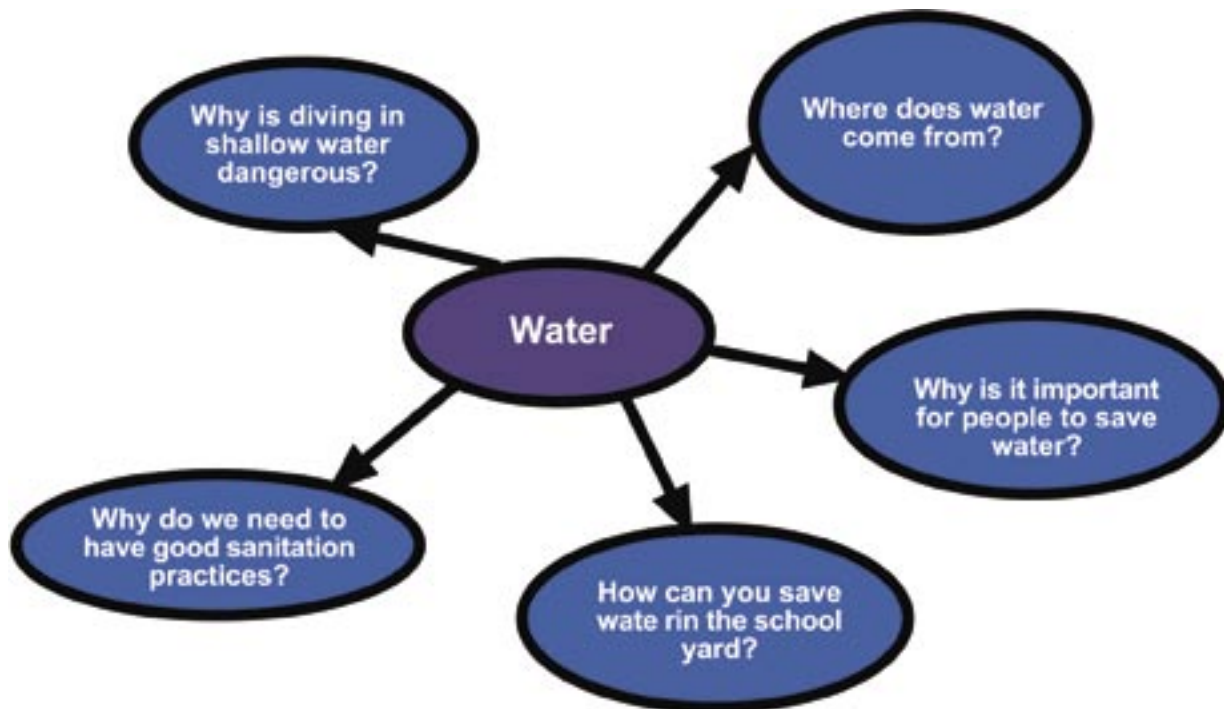 Why is diving in
shallow water
dangerous?
Where does water
come from?
Water
Why is it important
for people to save
water?
Why do we need to
have good sanitation
practices?
How can you save
wate rin the school
yard?